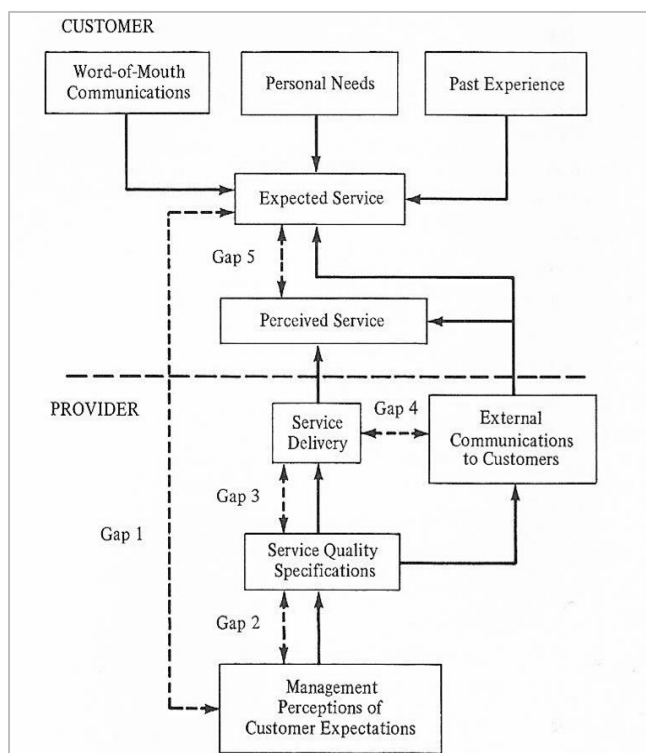 CUSTOMER
Word-of-Mouth
Communications
Personal Needs
Past Experience
Expected Service
Gap 5
Perceived Service
PROVIDER
Service
Delivery
Gap 4
External
Communications
to Customers
Gap 3
Gap 1
Service Quality
Specifications
Gap 2
Management
Perceptions of
Customer Expectations